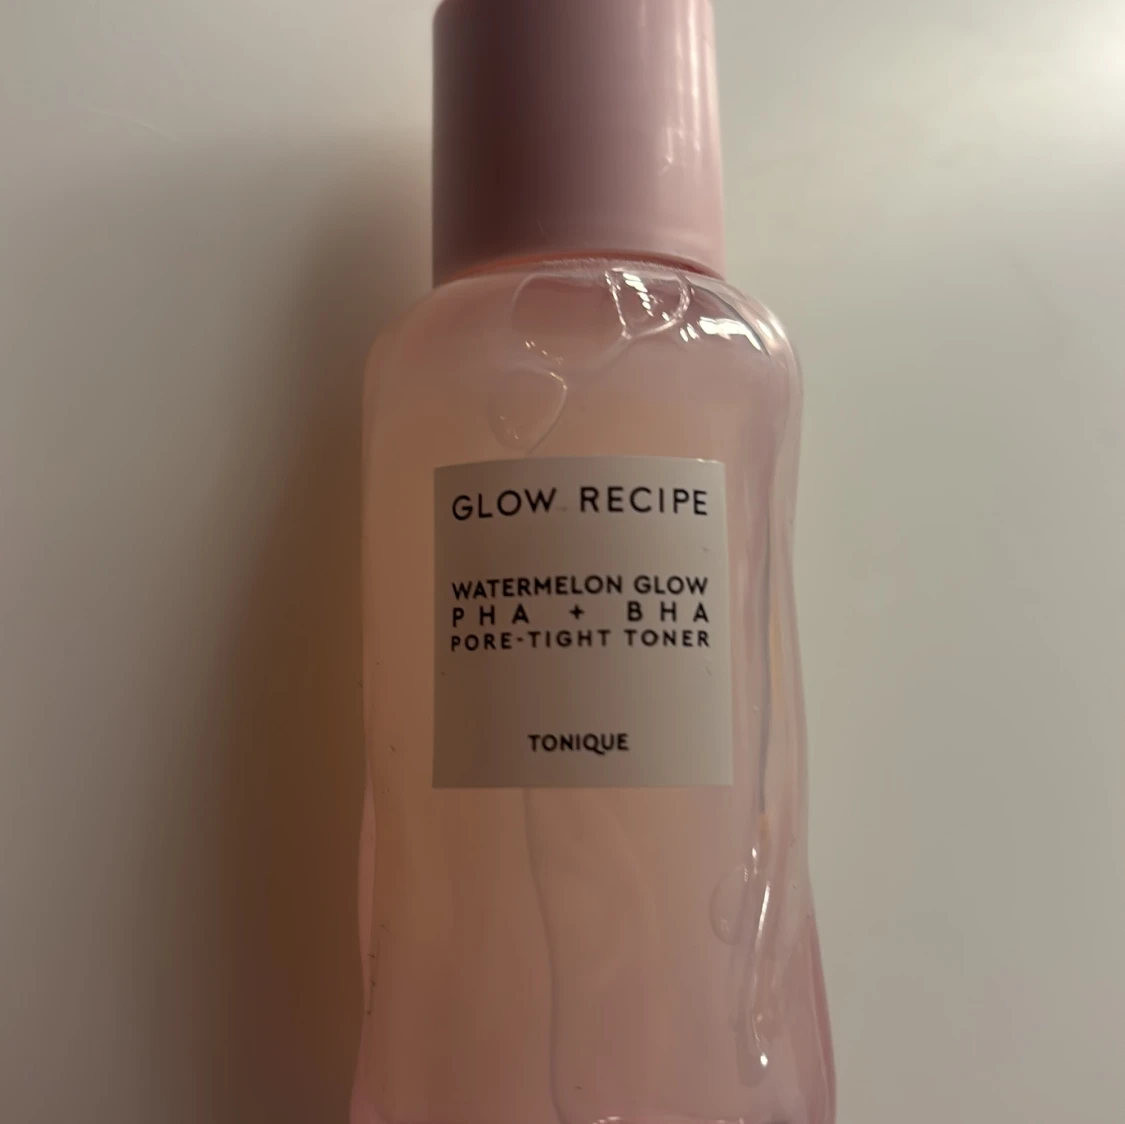 GLOW RECIPE
WATERMELON GLOW
PHA + BHA
PORE-TIGHT TONER
TONIQUE